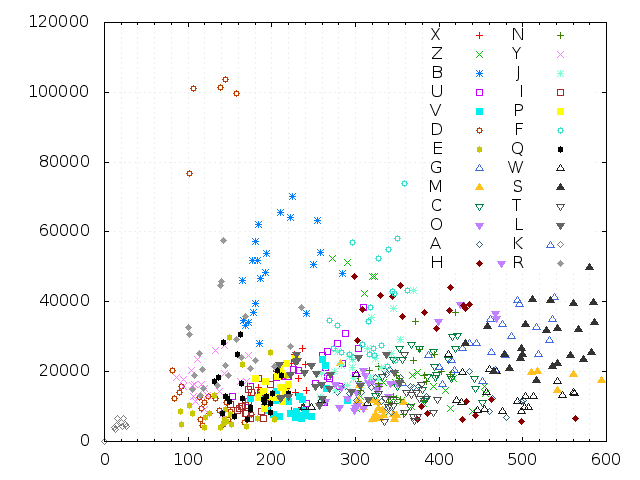 120000
X N
Z Y
B J
100000
U I
V P
D F
80000
E Q
G W
M S
60000
C T
O L
A K
H R
40000
20000
0
0 100 200 300 400 500 600